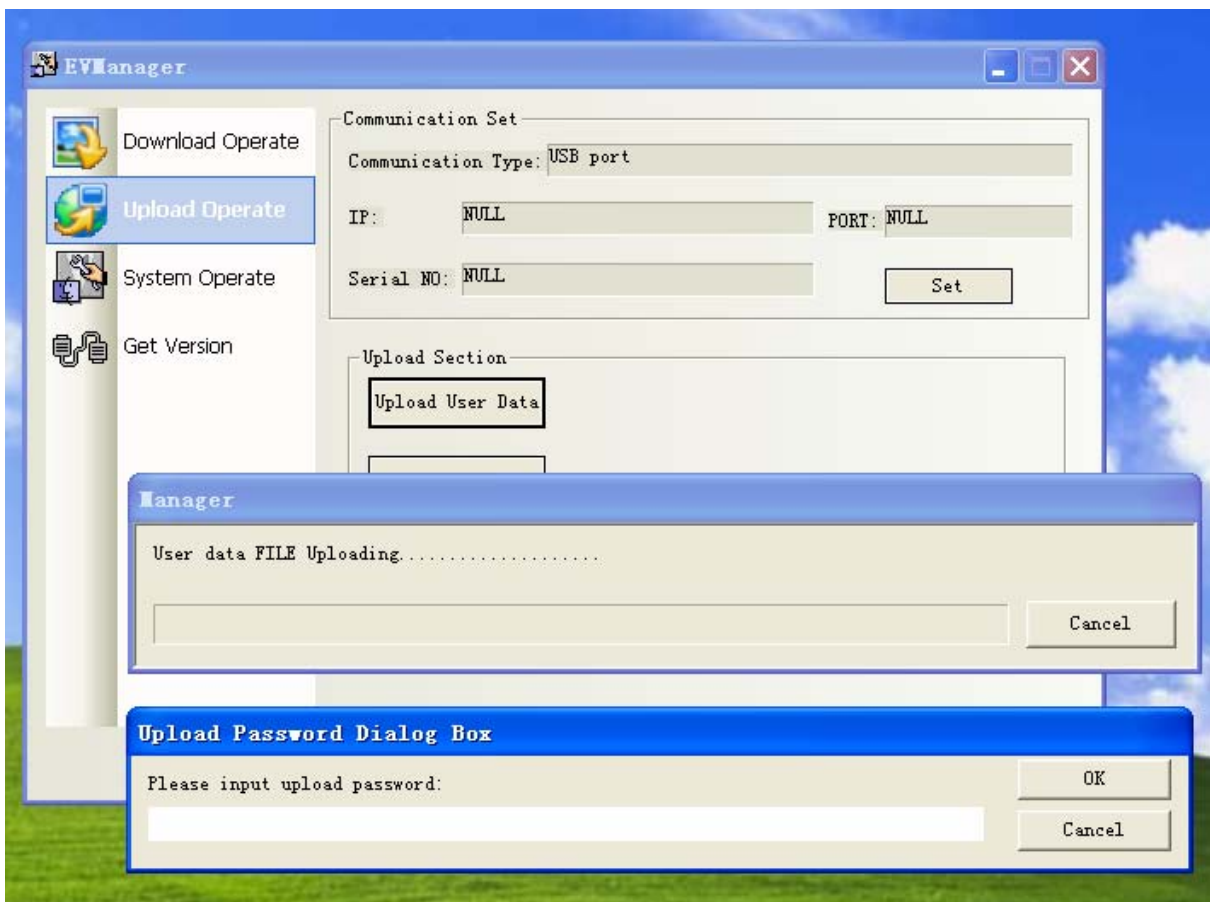 EVManager
Download Operate
Upload Operate
System Operate
Get Version
Communication Set
Communication Type: USB port
IP: NULL PORT: NULL
Serial NO: NULL Set
Upload Section
Upload User Data
Manager
User data FILE Uploading....................
Cancel
Upload Password Dialog Box
Please input upload password:
OK
Cancel